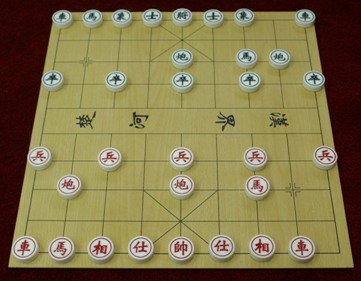 車 馬 象 士 將 士 象 車
炮 馬 炮
卒 卒 卒 卒 卒
楚 河 界 漢
兵 兵 兵 兵 兵
炮 炮 馬
車 馬 相 仕 帥 仕 相 車